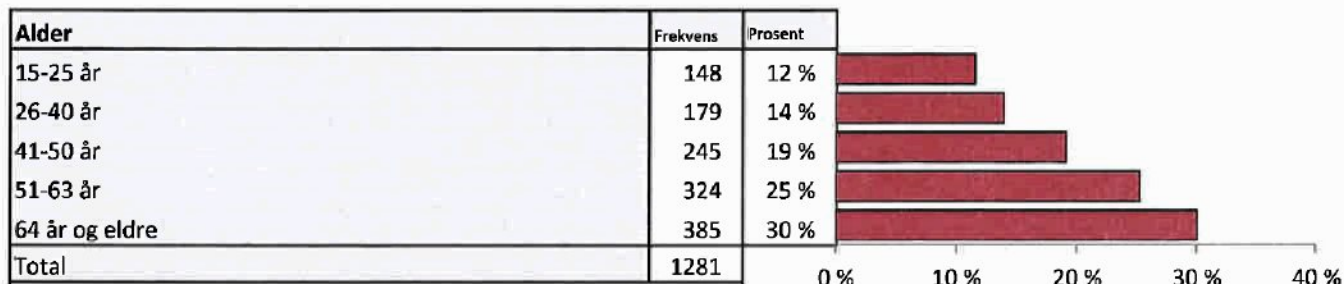 Alder Frekvens Prosent
15-25 år 148 12 %
26-40 år 179 14 %
41-50 år 245 19 %
51-63 år 324 25 %
64 år og eldre 385 30 %
Total 1281
0 % 10 % 20 % 30 % 40 %